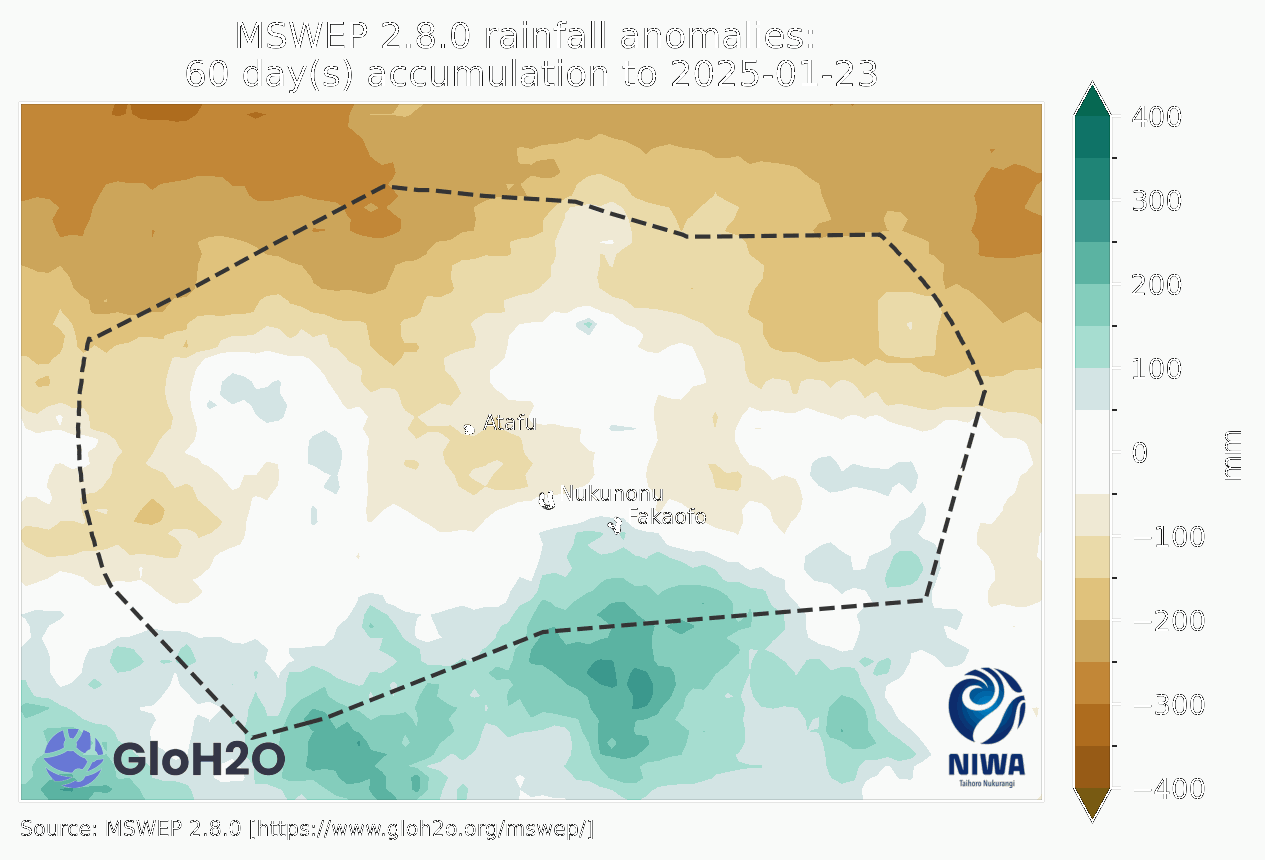 MSWEP 2.8.0 rainfall anomalies:
60 day(s) accumulation to 2025-01-23
400
300
200
100
0
−100
−200
−300
−400
mm
Atafu
Nukunonu
Fakaofo
GloH2O
NIWA
Taihoro Nukurangi
Source: MSWEP 2.8.0 [https://www.gloh2o.org/mswep/]